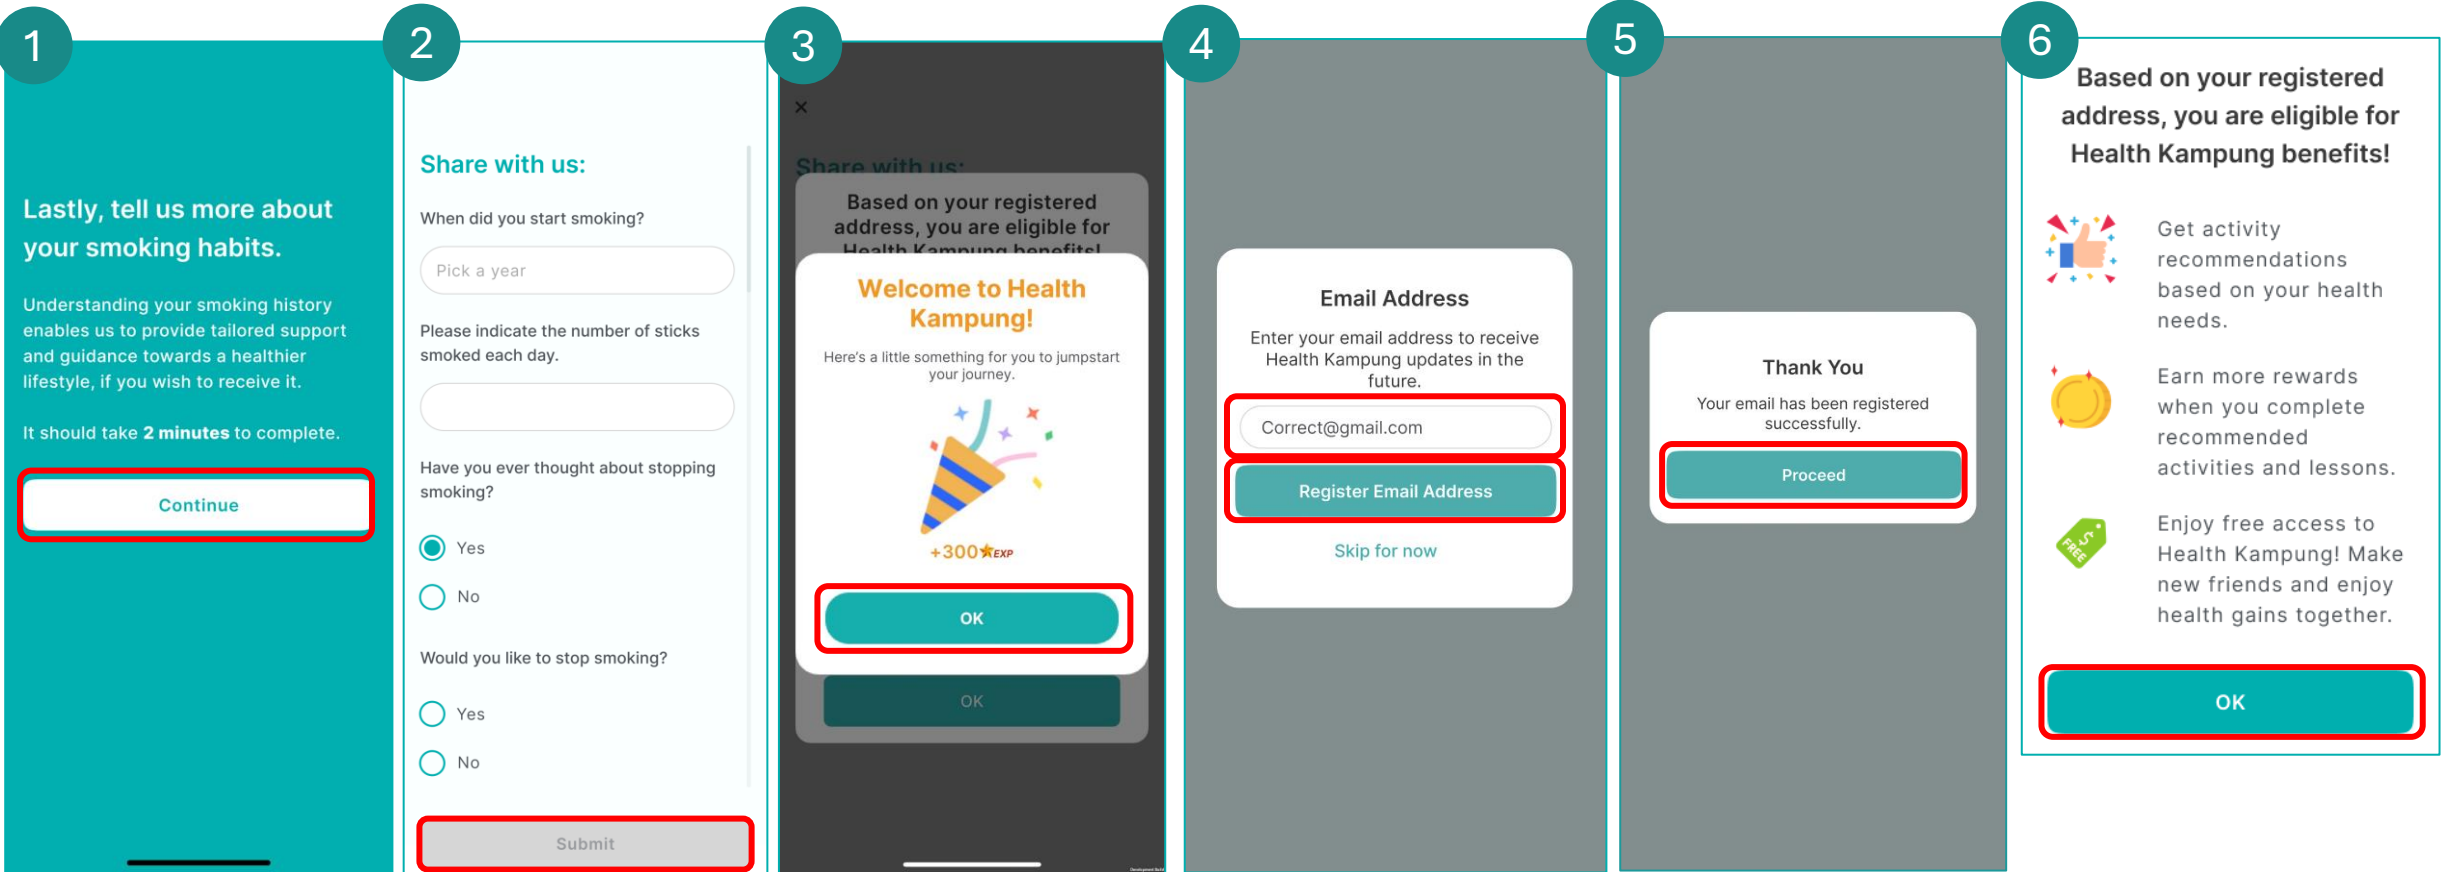 1
Lastly, tell us more about
your smoking habits.
Understanding your smoking history
enables us to provide tailored support
and guidance towards a healthier
lifestyle, if you wish to receive it.
It should take 2 minutes to complete.
Continue
2
Share with us:
When did you start smoking?
Pick a year
Please indicate the number of sticks
smoked each day.
Have you ever thought about stopping
smoking?
Yes
No
Would you like to stop smoking?
Yes
No
Submit
3
×
Share with us:
Based on your registered
address, you are eligible for
Health Kampung benefits!
Welcome to Health
Kampung!
Here's a little something for you to jumpstart
your journey.
+300 EXP
OK
OK
Development Build
4
Email Address
Enter your email address to receive
Health Kampung updates in the
future.
Correct@gmail.com
Register Email Address
Skip for now
5
Thank You
Your email has been registered
successfully.
Proceed
6
Based on your registered
address, you are eligible for
Health Kampung benefits!
Get activity
recommendations
based on your health
needs.
Earn more rewards
when you complete
recommended
activities and lessons.
$
FREE
Enjoy free access to
Health Kampung! Make
new friends and enjoy
health gains together.
OK